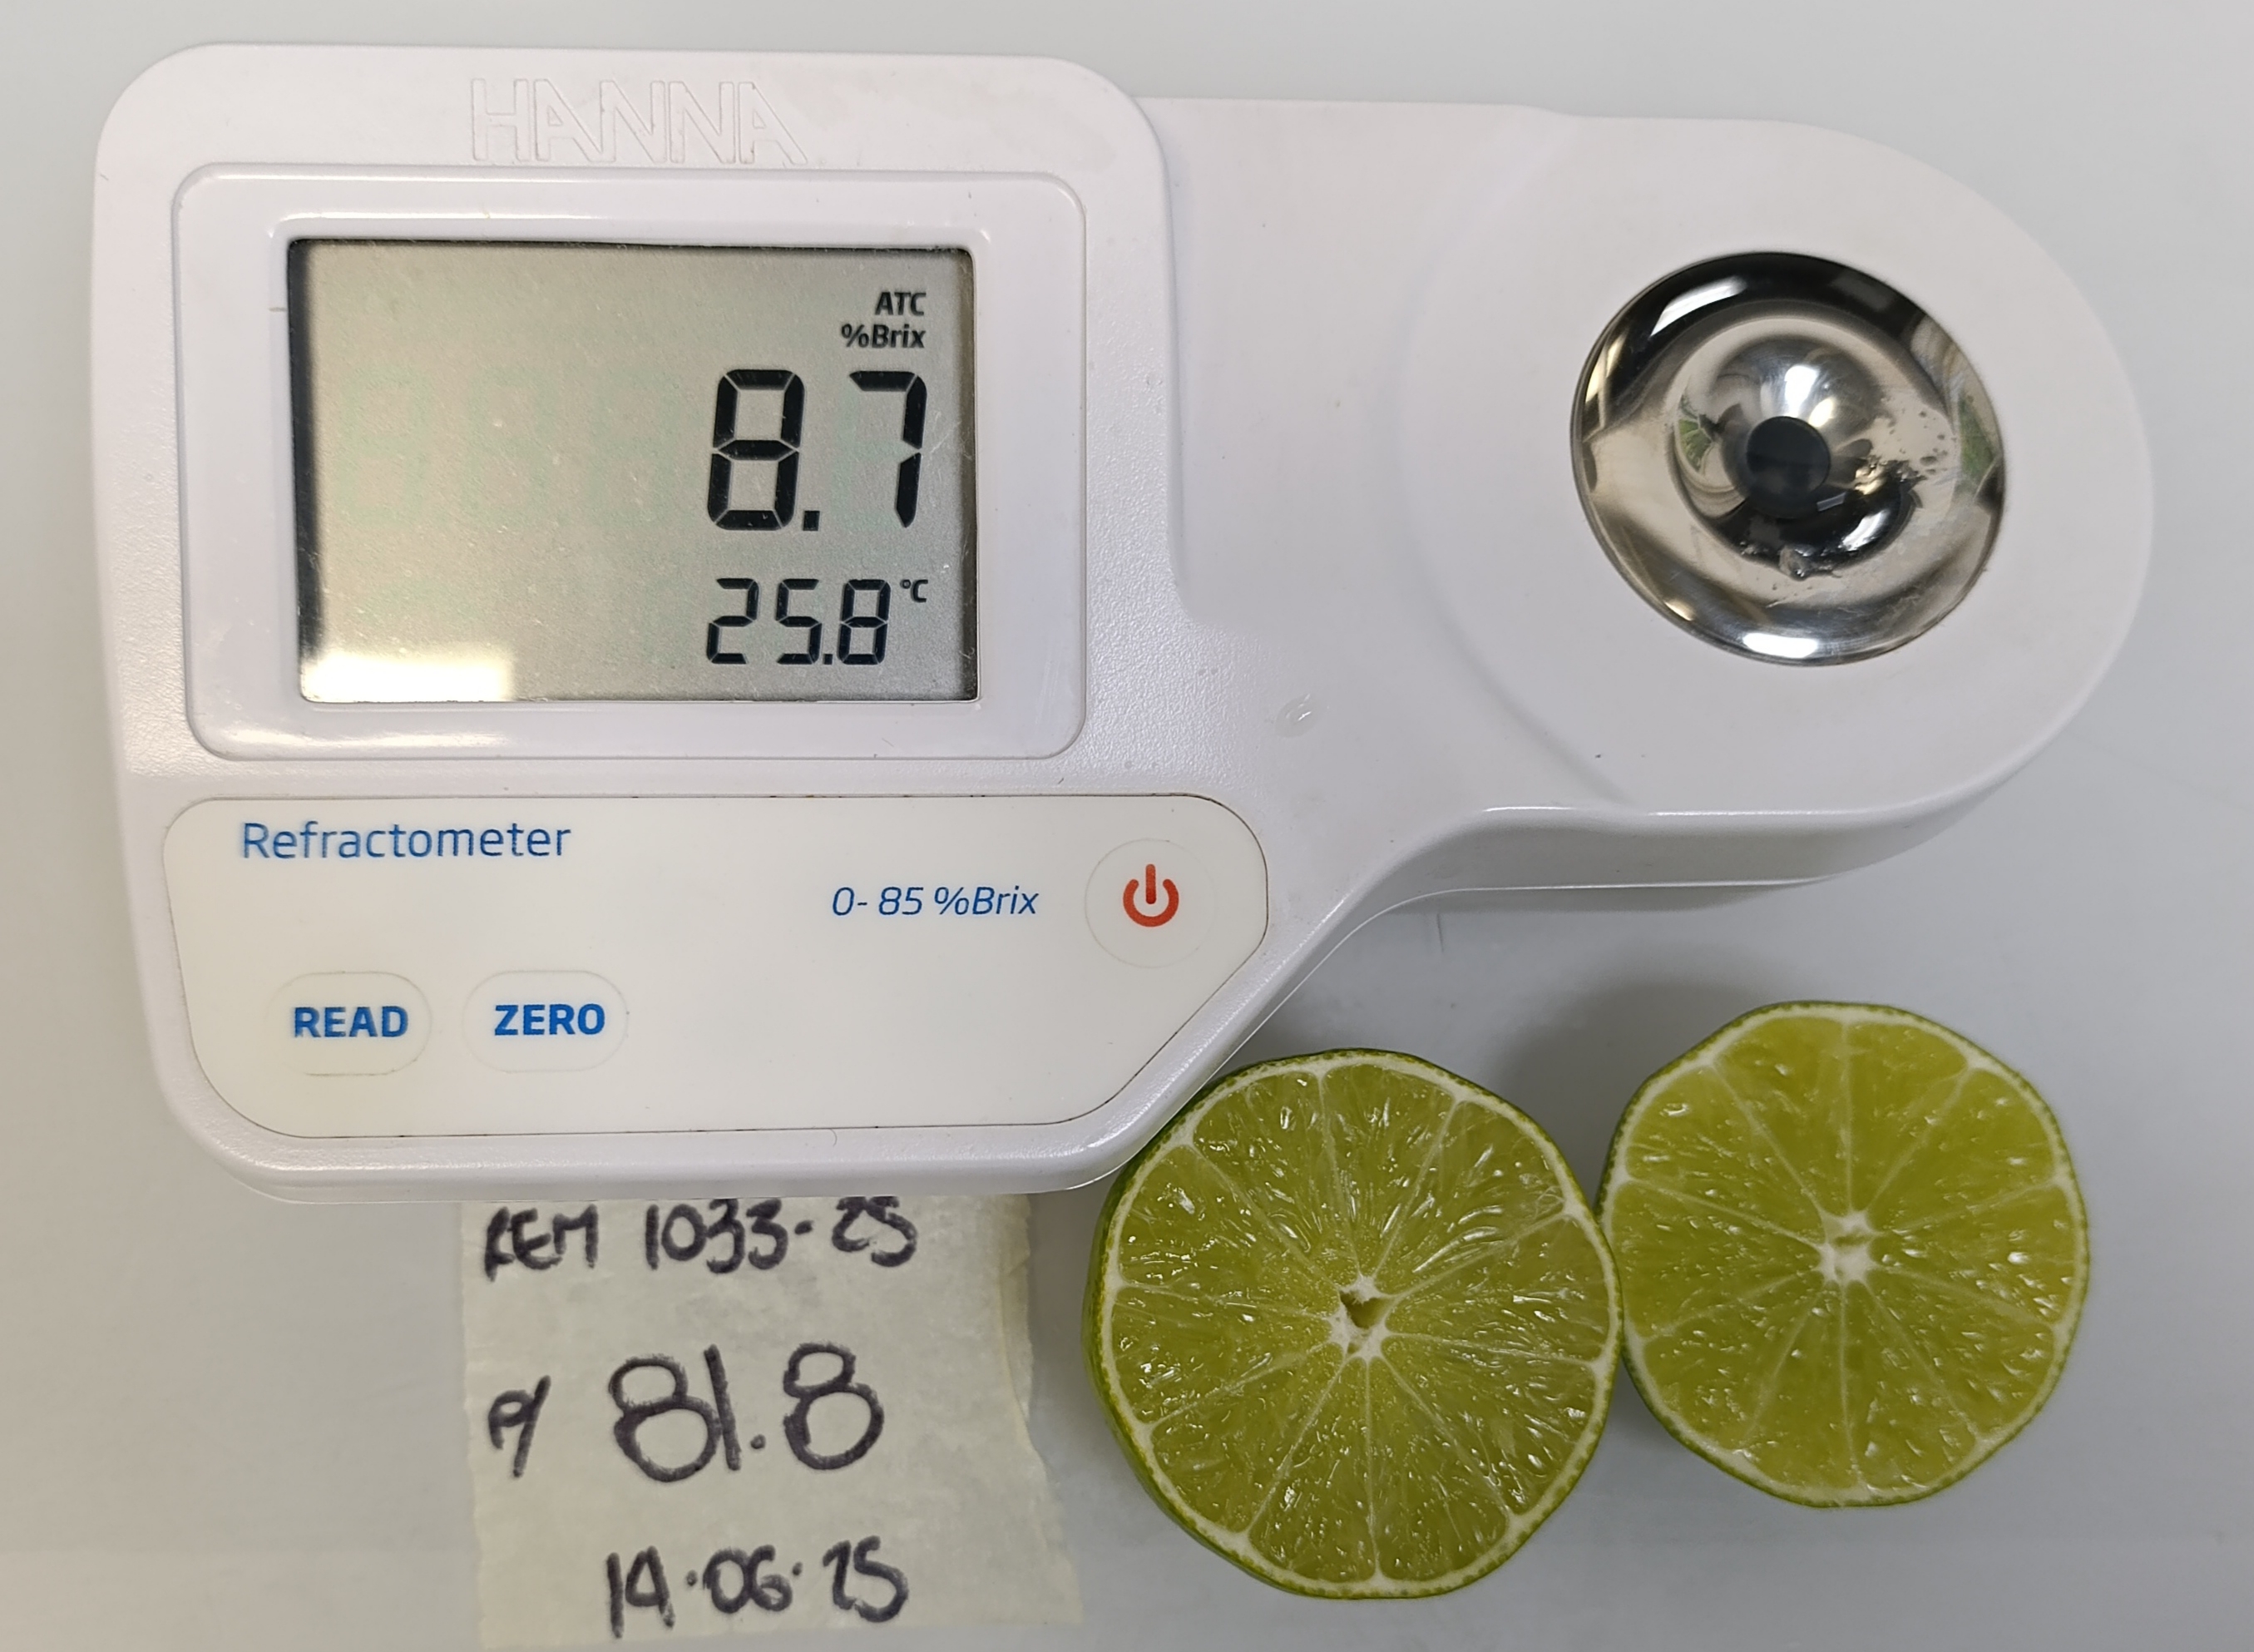 HANNA
ATC
%Brix
8.7
25.8 °C
Refractometer
0-85 %Brix
READ
ZERO
REM 1033-25
P/ 81.8
14.06.25